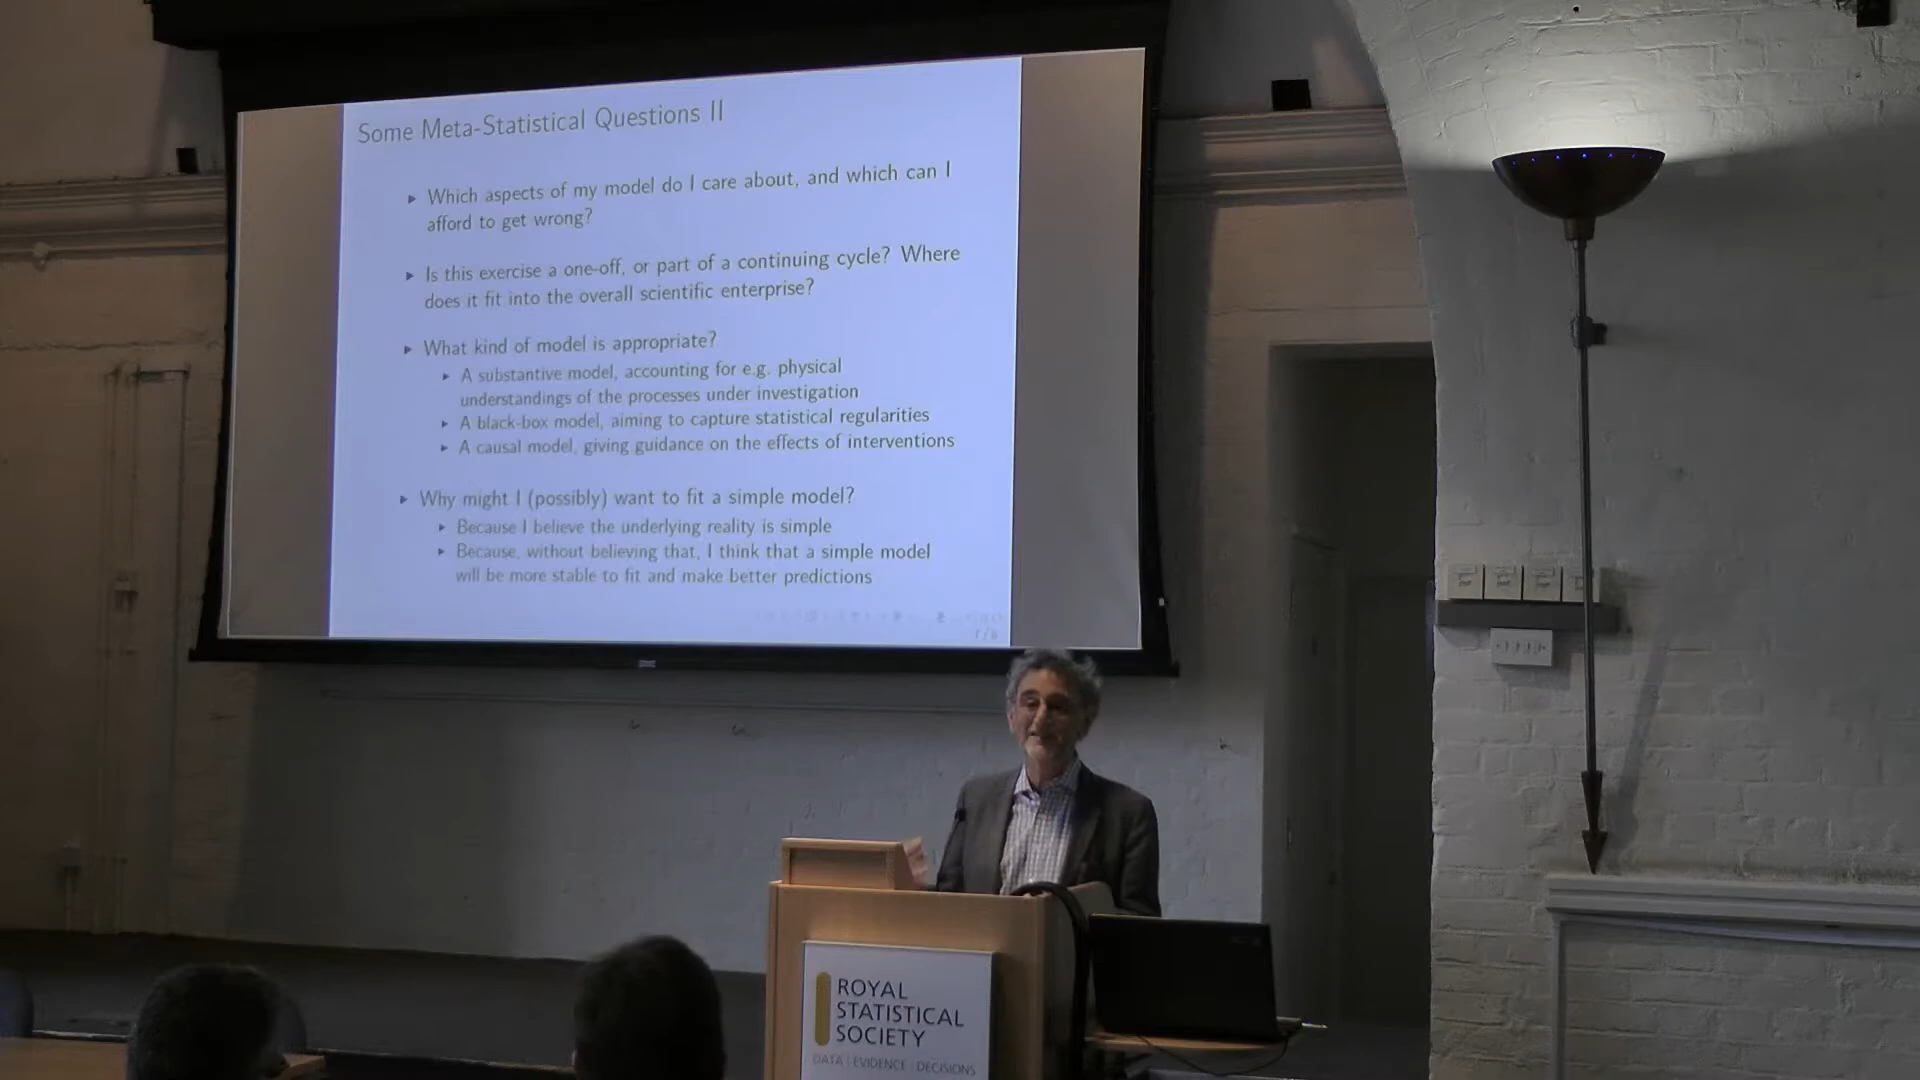 Some Meta-Statistical Questions II
Which aspects of my model do I care about, and which can I
afford to get wrong?
Is this exercise a one-off, or part of a continuing cycle? Where
does it fit into the overall scientific enterprise?
What kind of model is appropriate?
A substantive model, accounting for e.g. physical
understandings of the processes under investigation
A black-box model, aiming to capture statistical regularities
A causal model, giving guidance on the effects of interventions
Why might I (possibly) want to fit a simple model?
Because I believe the underlying reality is simple
Because, without believing that, I think that a simple model
will be more stable to fit and make better predictions
ROYAL
STATISTICAL
SOCIETY
DATA | EVIDENCE | DECISIONS